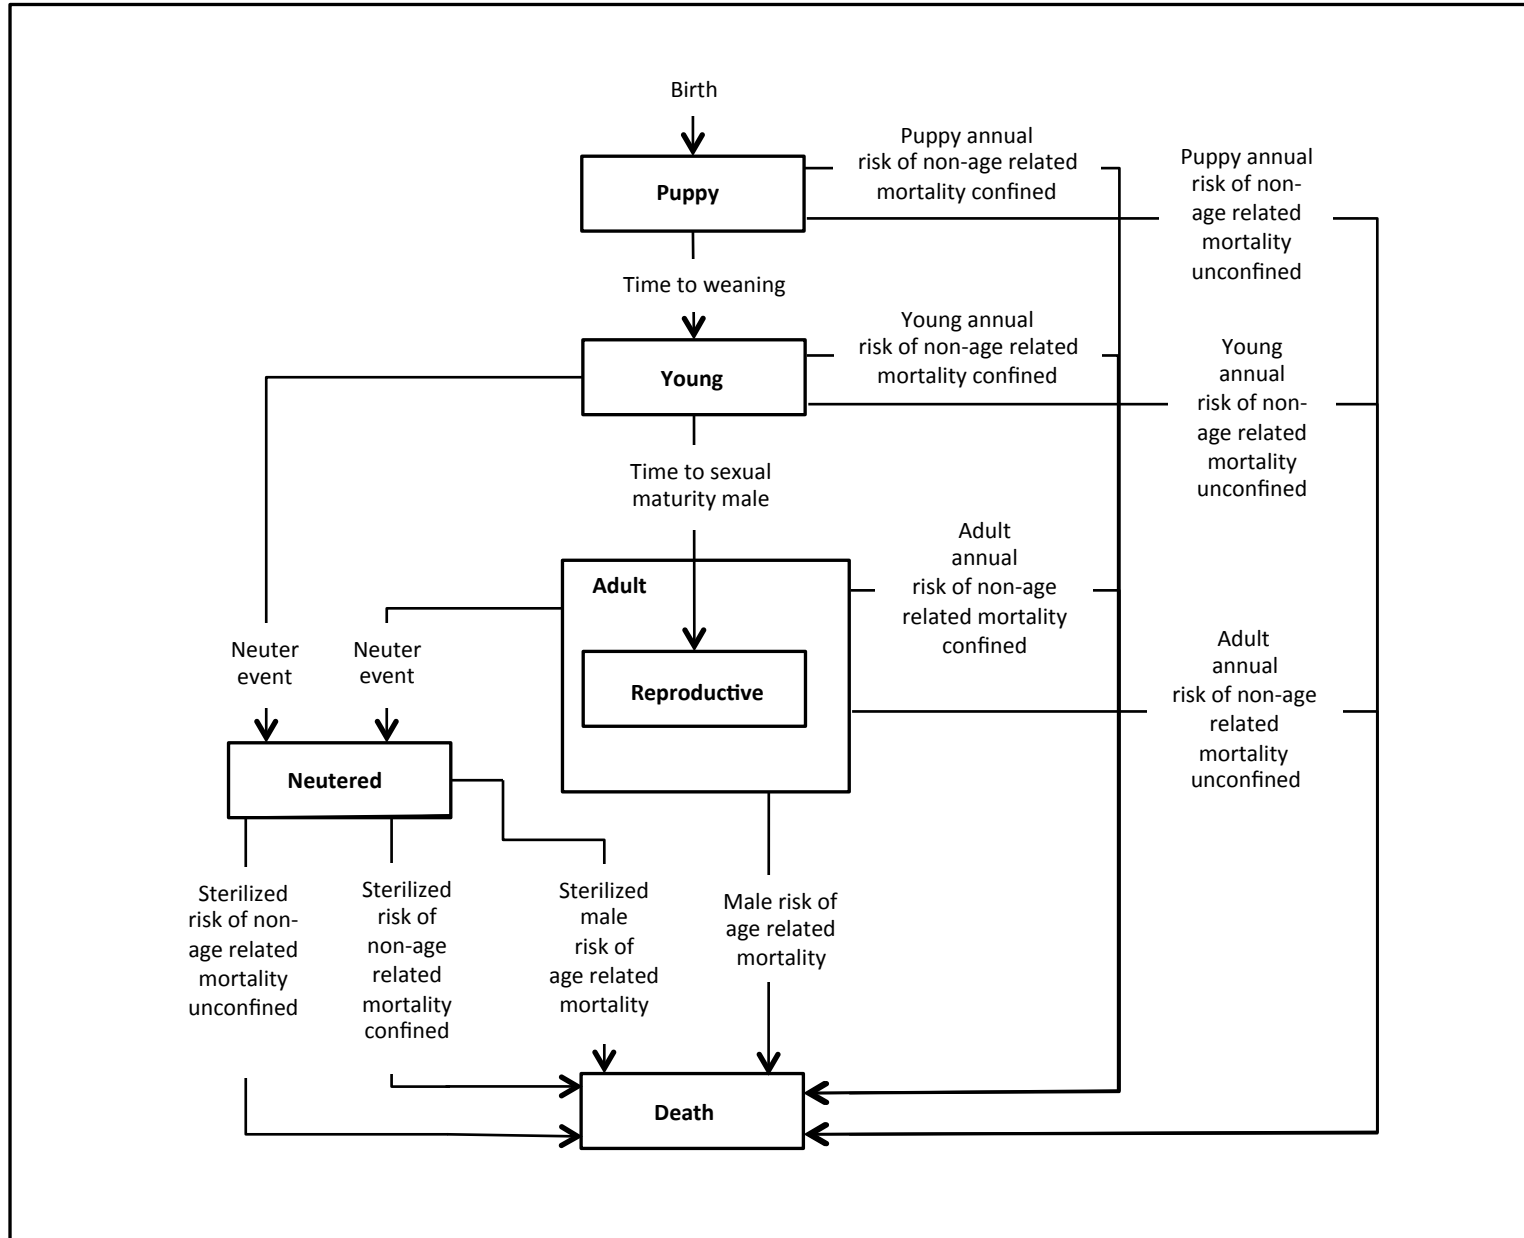 Birth
Puppy annual
risk of non-age related
mortality confined
Puppy annual
risk of non-
age related
mortality
unconfined
Puppy
Time to weaning
Young annual
risk of non-age related
mortality confined
Young
annual
risk of non-
age related
mortality
unconfined
Young
Time to sexual
maturity male
Adult
annual
risk of non-age
related mortality
confined
Adult
Reproductive
Adult
annual
risk of non-age
related
mortality
unconfined
Neuter
event
Neuter
event
Neutered
Sterilized
risk of non-
age related
mortality
unconfined
Sterilized
risk of
non-age
related
mortality
confined
Sterilized
male
risk of
age related
mortality
Male risk of
age related
mortality
Death